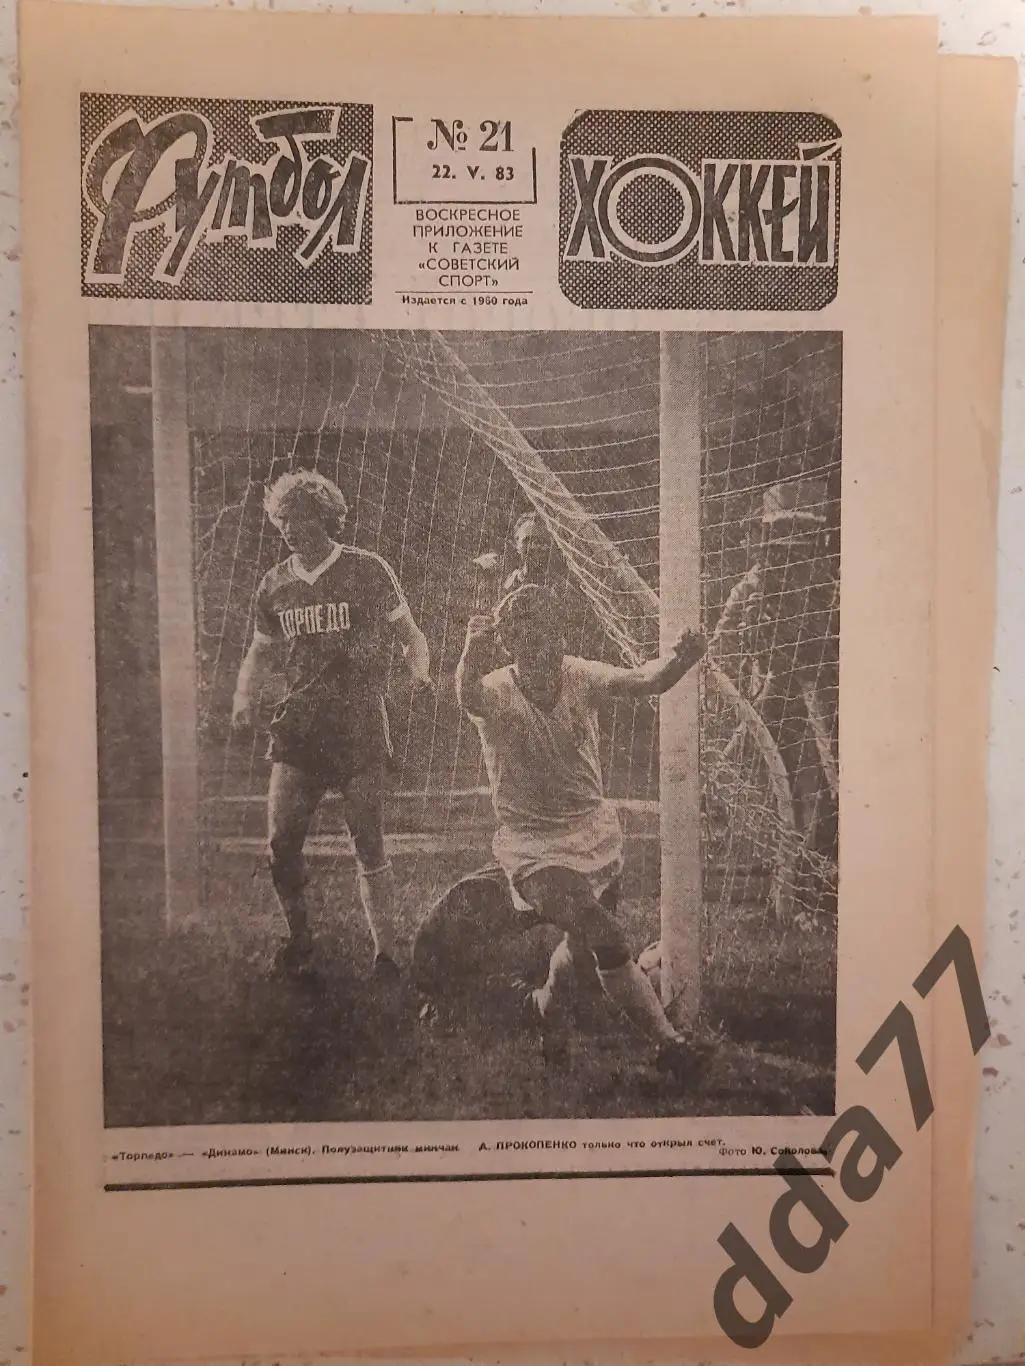 Футбол
№ 21
22. V. 83
ВОСКРЕСНОЕ
ПРИЛОЖЕНИЕ
К ГАЗЕТЕ
«СОВЕТСКИЙ
СПОРТ»
Издается с 1960 года
ХОККЕЙ
ТОРПЕДО
«Торпедо» — «Динамо» (Минск). Полузащитник минчан А. ПРОКОПЕНКО только что открыл счет.
Фото Ю. Соколова
dda77